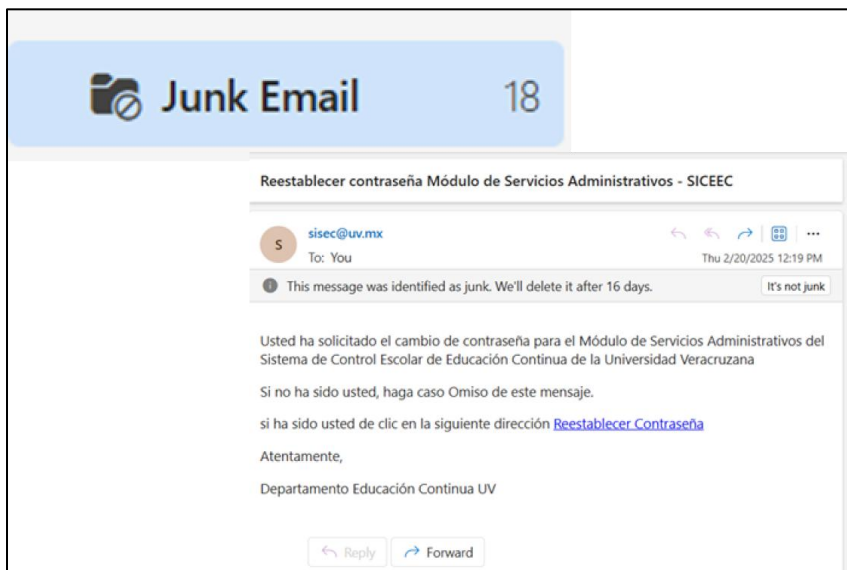 Junk Email 18
Reestablecer contraseña Módulo de Servicios Administrativos - SICEEC
S
sisec@uv.mx
To: You
Thu 2/20/2025 12:19 PM
This message was identified as junk. We'll delete it after 16 days.
It's not junk
Usted ha solicitado el cambio de contraseña para el Módulo de Servicios Administrativos del
Sistema de Control Escolar de Educación Continua de la Universidad Veracruzana
Si no ha sido usted, haga caso Omiso de este mensaje.
si ha sido usted de clic en la siguiente dirección Reestablecer Contraseña
Atentamente,
Departamento Educación Continua UV
Reply
Forward